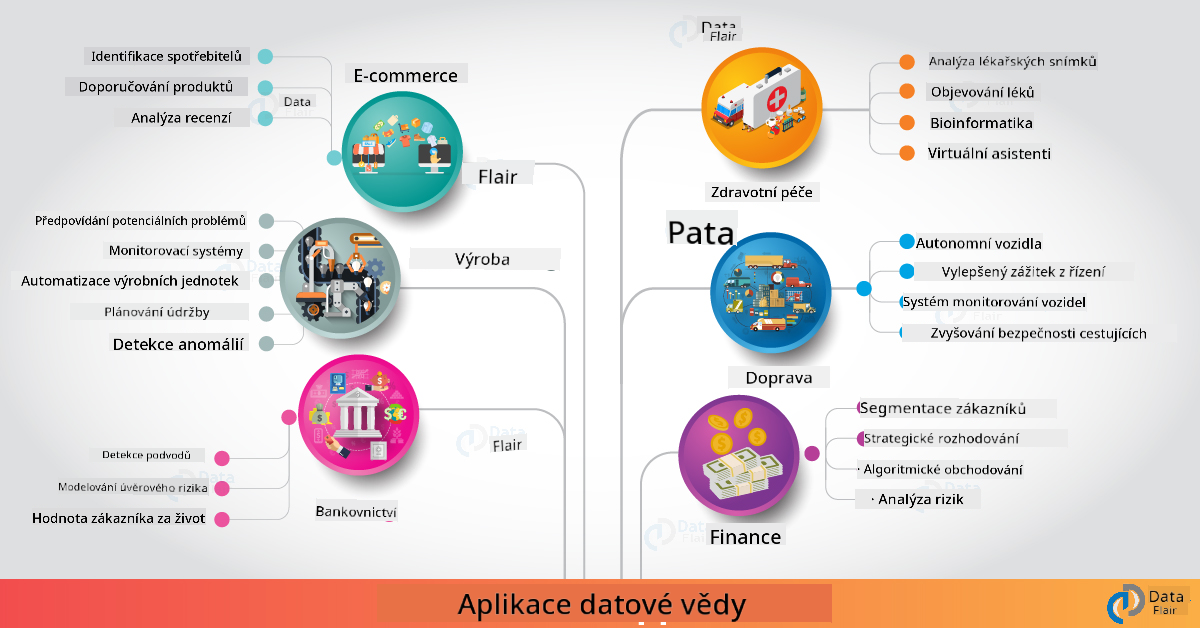 Identifikace spotřebitelů
Doporučování produktů
Analýza recenzí
Data
Flair
E-commerce
Flair
Předpovídání potenciálních problémů
Monitorovací systémy
Automatizace výrobních jednotek
Plánování údržby
Detekce anomálií
Výroba
Detekce podvodů
Modelování úvěrového rizika
Hodnota zákazníka za život
Bankovnictví
Flair
Data
Flair
Analýza lékařských snímků
Objevování léků
Bioinformatika
Virtuální asistenti
Zdravotní péče
Pata
Autonomní vozidla
Vylepšený zážitek z řízení
Systém monitorování vozidel
Zvyšování bezpečnosti cestujících
Doprava
Segmentace zákazníků
Strategické rozhodování
· Algoritmické obchodování
· Analýza rizik
Finance
Aplikace datové vědy
Data
Flair